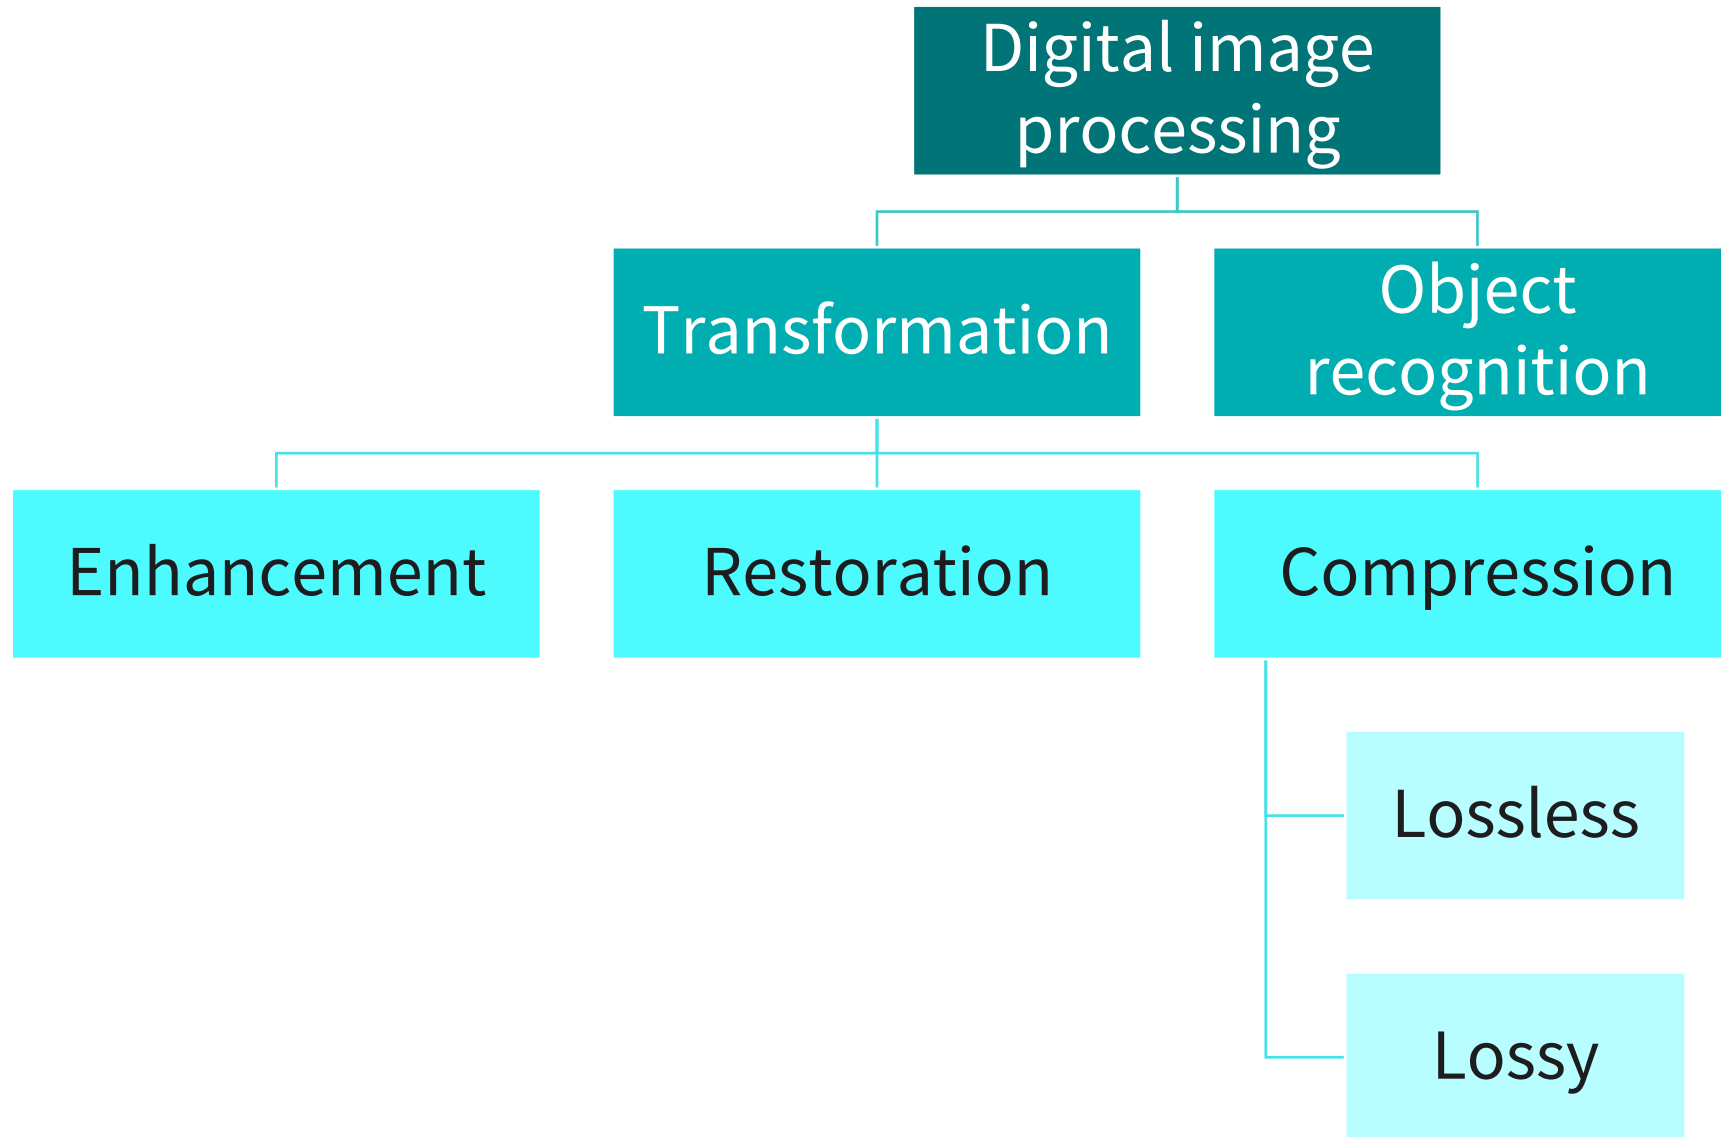 Digital image
processing
Transformation
Object
recognition
Enhancement
Restoration
Compression
Lossless
Lossy